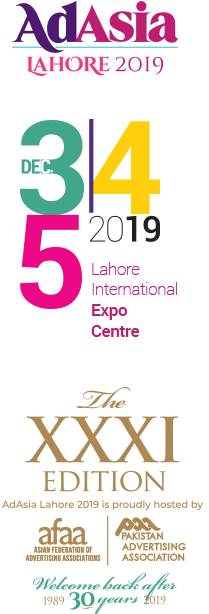 AdAsia
LAHORE 2019
DEC. 3 4
5 2019
Lahore
International
Expo
Centre
The
XXXI
EDITION
AdAsia Lahore 2019 is proudly hosted by
afaa
ASIAN FEDERATION OF
ADVERTISING ASSOCIATIONS
PAKISTAN
ADVERTISING
ASSOCIATION
Welcome back after
1989 30 years 2019